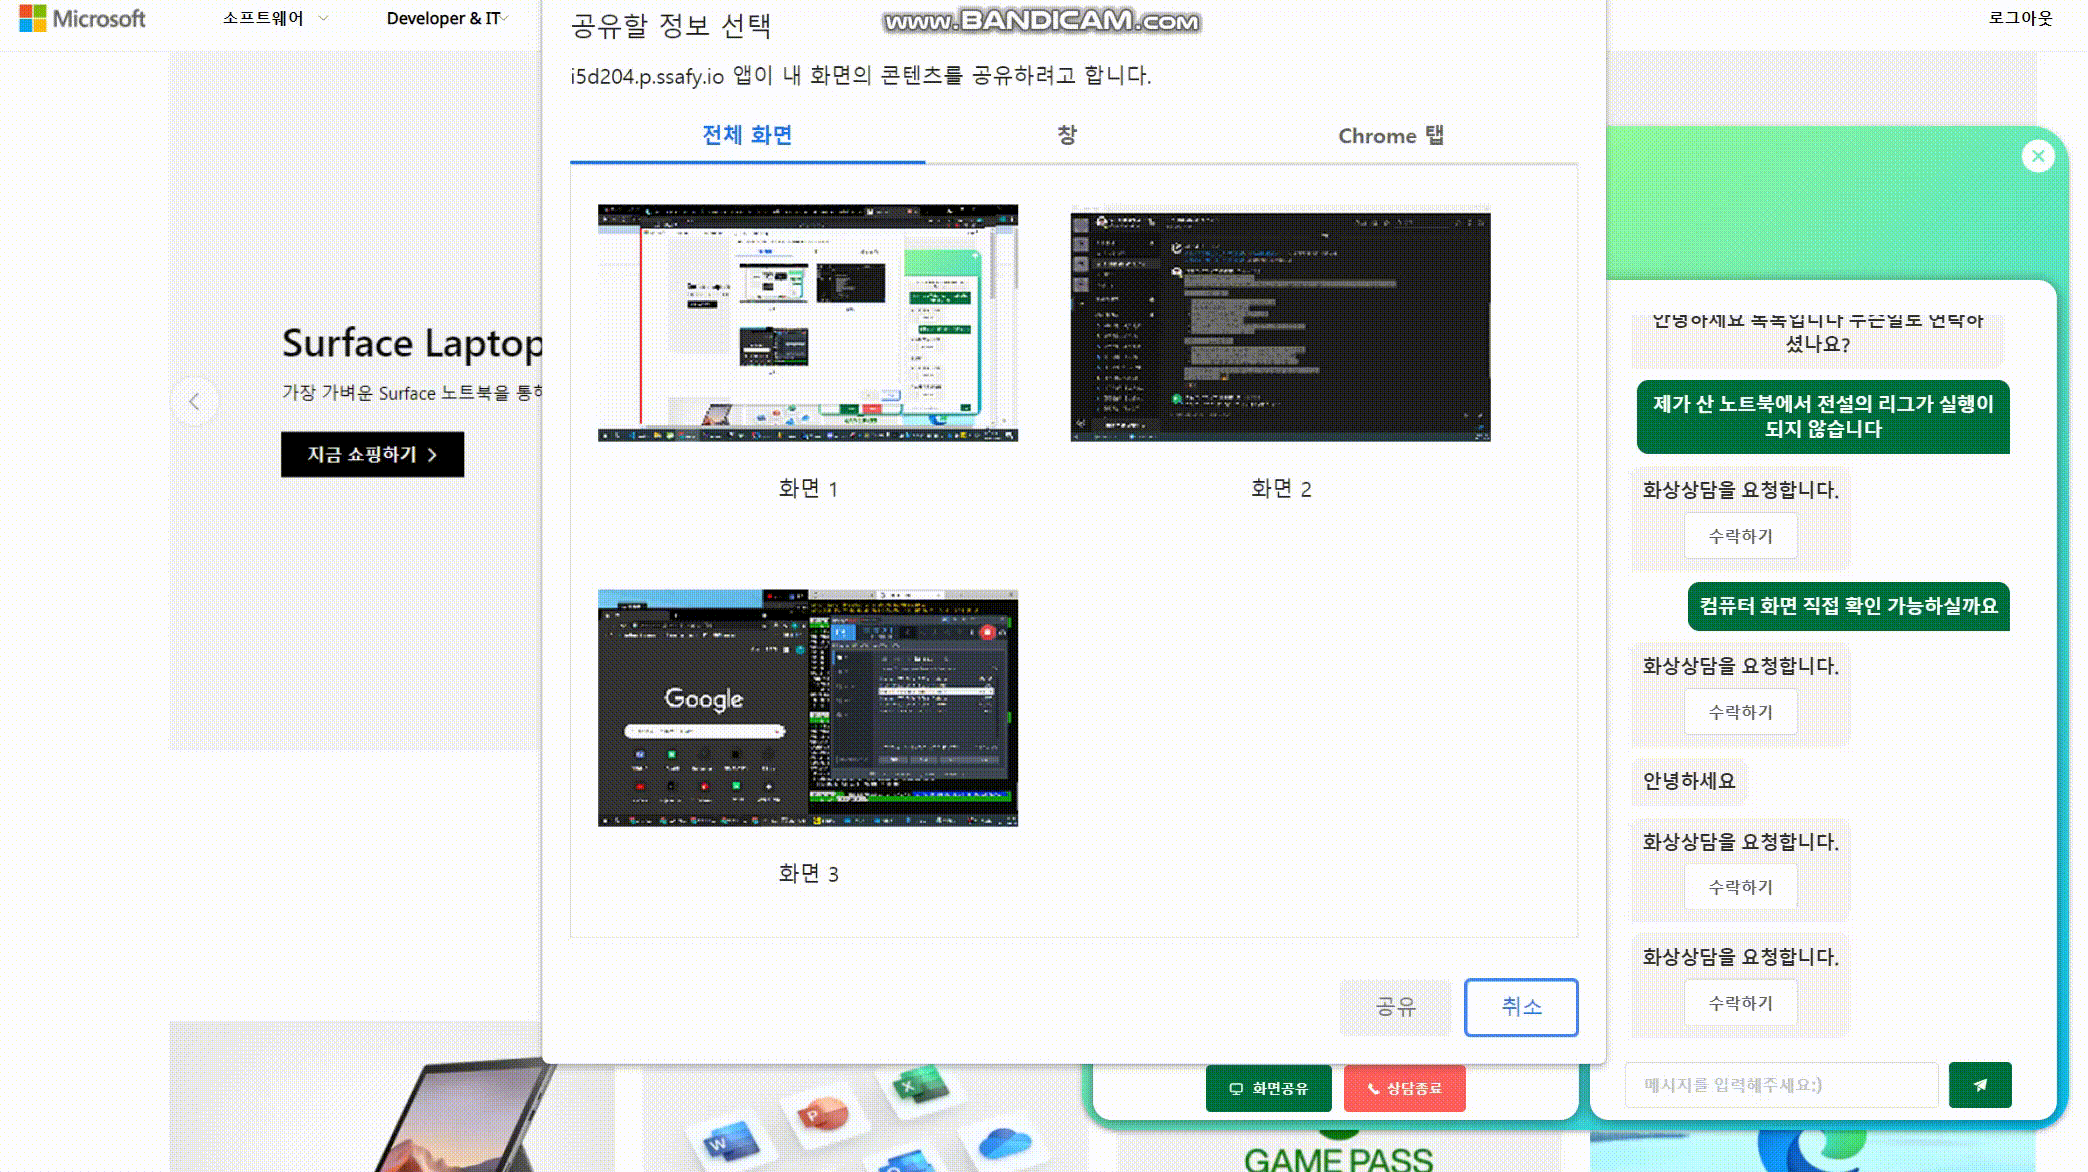 Microsoft
소프트웨어
Developer & IT
로그아웃
www.BANDICAM.com
공유할 정보 선택
i5d204.p.ssafy.io 앱이 내 화면의 콘텐츠를 공유하려고 합니다.
전체 화면
창
Chrome 탭
화면 1
화면 2
Google
화면 3
공유
취소
Surface Laptop
가장 가벼운 Surface 노트북을 통해
지금 쇼핑하기
셨나요?
제가 산 노트북에서 전설의 리그가 실행이
되지 않습니다
화상상담을 요청합니다.
수락하기
컴퓨터 화면 직접 확인 가능하실까요
화상상담을 요청합니다.
수락하기
안녕하세요
화상상담을 요청합니다.
수락하기
화상상담을 요청합니다.
수락하기
메시지를 입력해주세요:)
화면공유
상담종료
W
P
X
GAME PASS